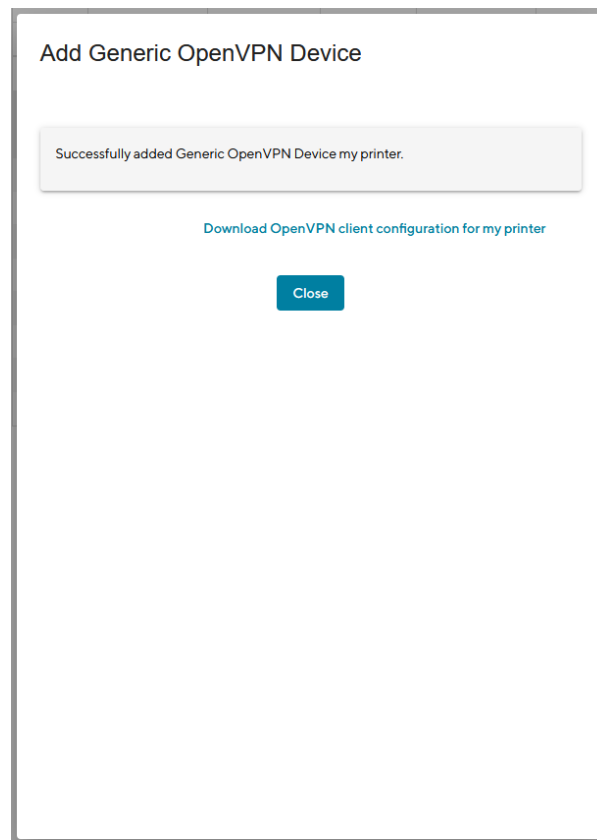 Add Generic OpenVPN Device
Successfully added Generic OpenVPN Device my printer.
Download OpenVPN client configuration for my printer
Close